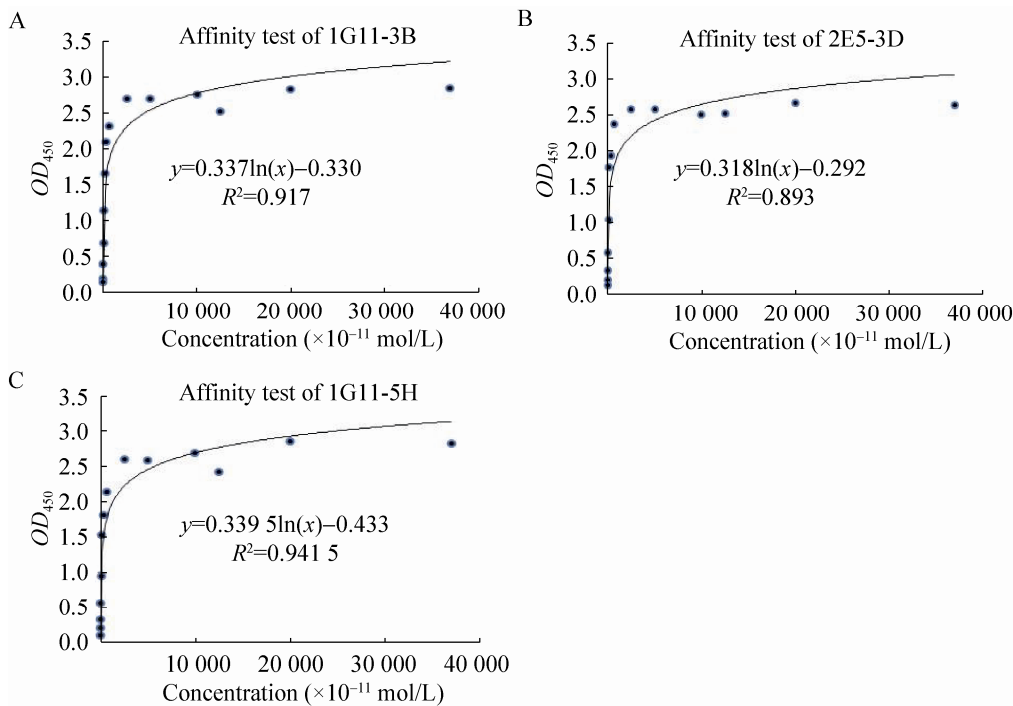 A
Affinity test of 1G11-3B
3.5
3.0
2.5
2.0
1.5
1.0
0.5
0.0
OD450
y=0.337ln(x)−0.330
R2=0.917
10 000 20 000 30 000 40 000
Concentration (×10−11 mol/L)
B
Affinity test of 2E5-3D
3.5
3.0
2.5
2.0
1.5
1.0
0.5
0.0
OD450
y=0.318ln(x)−0.292
R2=0.893
10 000 20 000 30 000 40 000
Concentration (×10−11 mol/L)
C
Affinity test of 1G11-5H
3.5
3.0
2.5
2.0
1.5
1.0
0.5
0.0
OD450
y=0.339 5ln(x)−0.433
R2=0.941 5
10 000 20 000 30 000 40 000
Concentration (×10−11 mol/L)